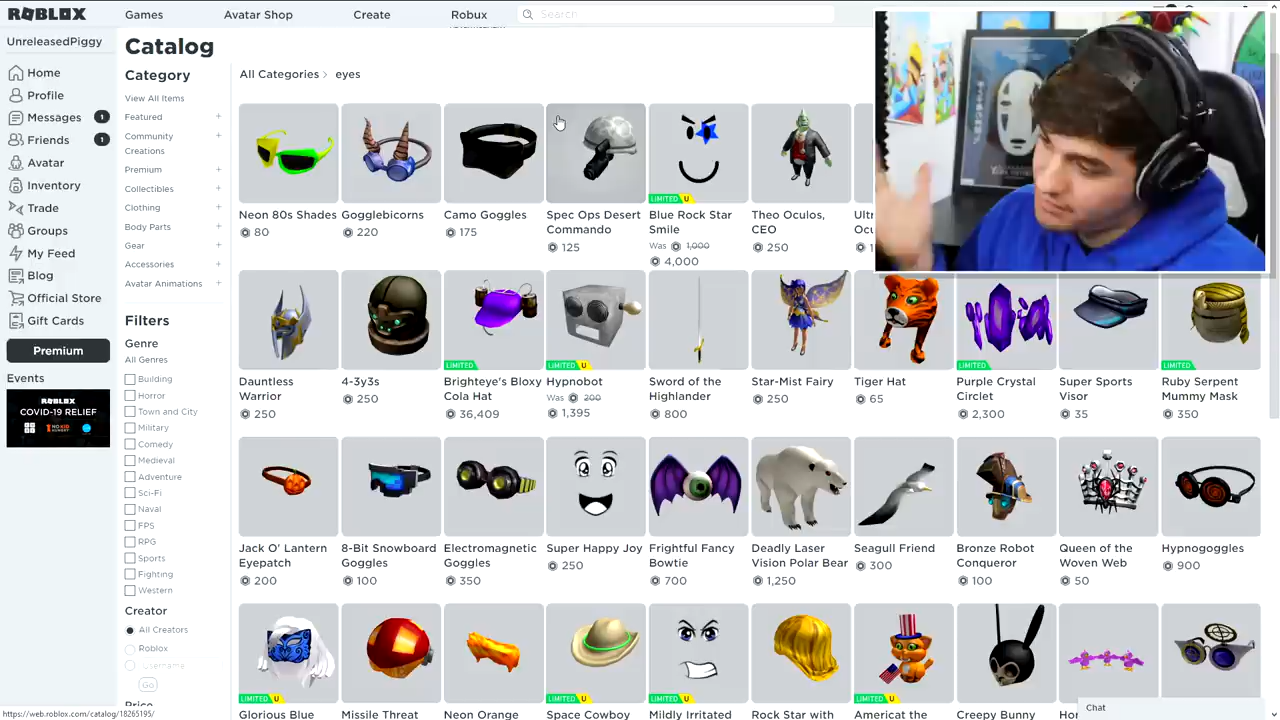 ROBLOX
Games
Avatar Shop
Create
Robux
Search
UnreleasedPiggy
Home
Profile
Messages 1
Friends 1
Avatar
Inventory
Trade
Groups
My Feed
Blog
Official Store
Gift Cards
Premium
Events
ROBLOX
COVID-19 RELIEF
Catalog
Category
View All Items
Featured +
Community Creations +
Premium +
Collectibles +
Clothing +
Body Parts +
Gear +
Accessories +
Avatar Animations +
Filters
Genre
All Genres
Building
Horror
Town and City
Military
Comedy
Medieval
Adventure
Sci-Fi
Naval
FPS
RPG
Sports
Fighting
Western
Creator
All Creators
Roblox
Username
Go
Price
All Categories > eyes
Neon 80s Shades
80
Gogglebicorns
220
Camo Goggles
175
Spec Ops Desert
Commando
125
LIMITED U
Blue Rock Star
Smile
Was 1,000
4,000
Theo Oculos,
CEO
250
Dauntless
Warrior
250
4-3y3s
250
LIMITED
Brighteye's Bloxy
Cola Hat
36,409
LIMITED U
Hypnobot
Was 200
1,395
Sword of the
Highlander
800
Star-Mist Fairy
250
Tiger Hat
65
LIMITED
Purple Crystal
Circlet
2,300
Super Sports
Visor
35
LIMITED
Ruby Serpent
Mummy Mask
350
Jack O' Lantern
Eyepatch
200
8-Bit Snowboard
Goggles
100
Electromagnetic
Goggles
350
Super Happy Joy
250
Frightful Fancy
Bowtie
700
Deadly Laser
Vision Polar Bear
1,250
Seagull Friend
300
Bronze Robot
Conqueror
100
Queen of the
Woven Web
50
Hypnogoggles
900
LIMITED U
Glorious Blue
Missile Threat
Neon Orange
LIMITED U
Space Cowboy
LIMITED U
Mildly Irritated
Rock Star with
LIMITED U
Americat the
Creepy Bunny
Chat
https://web.roblox.com/catalog/18265195/